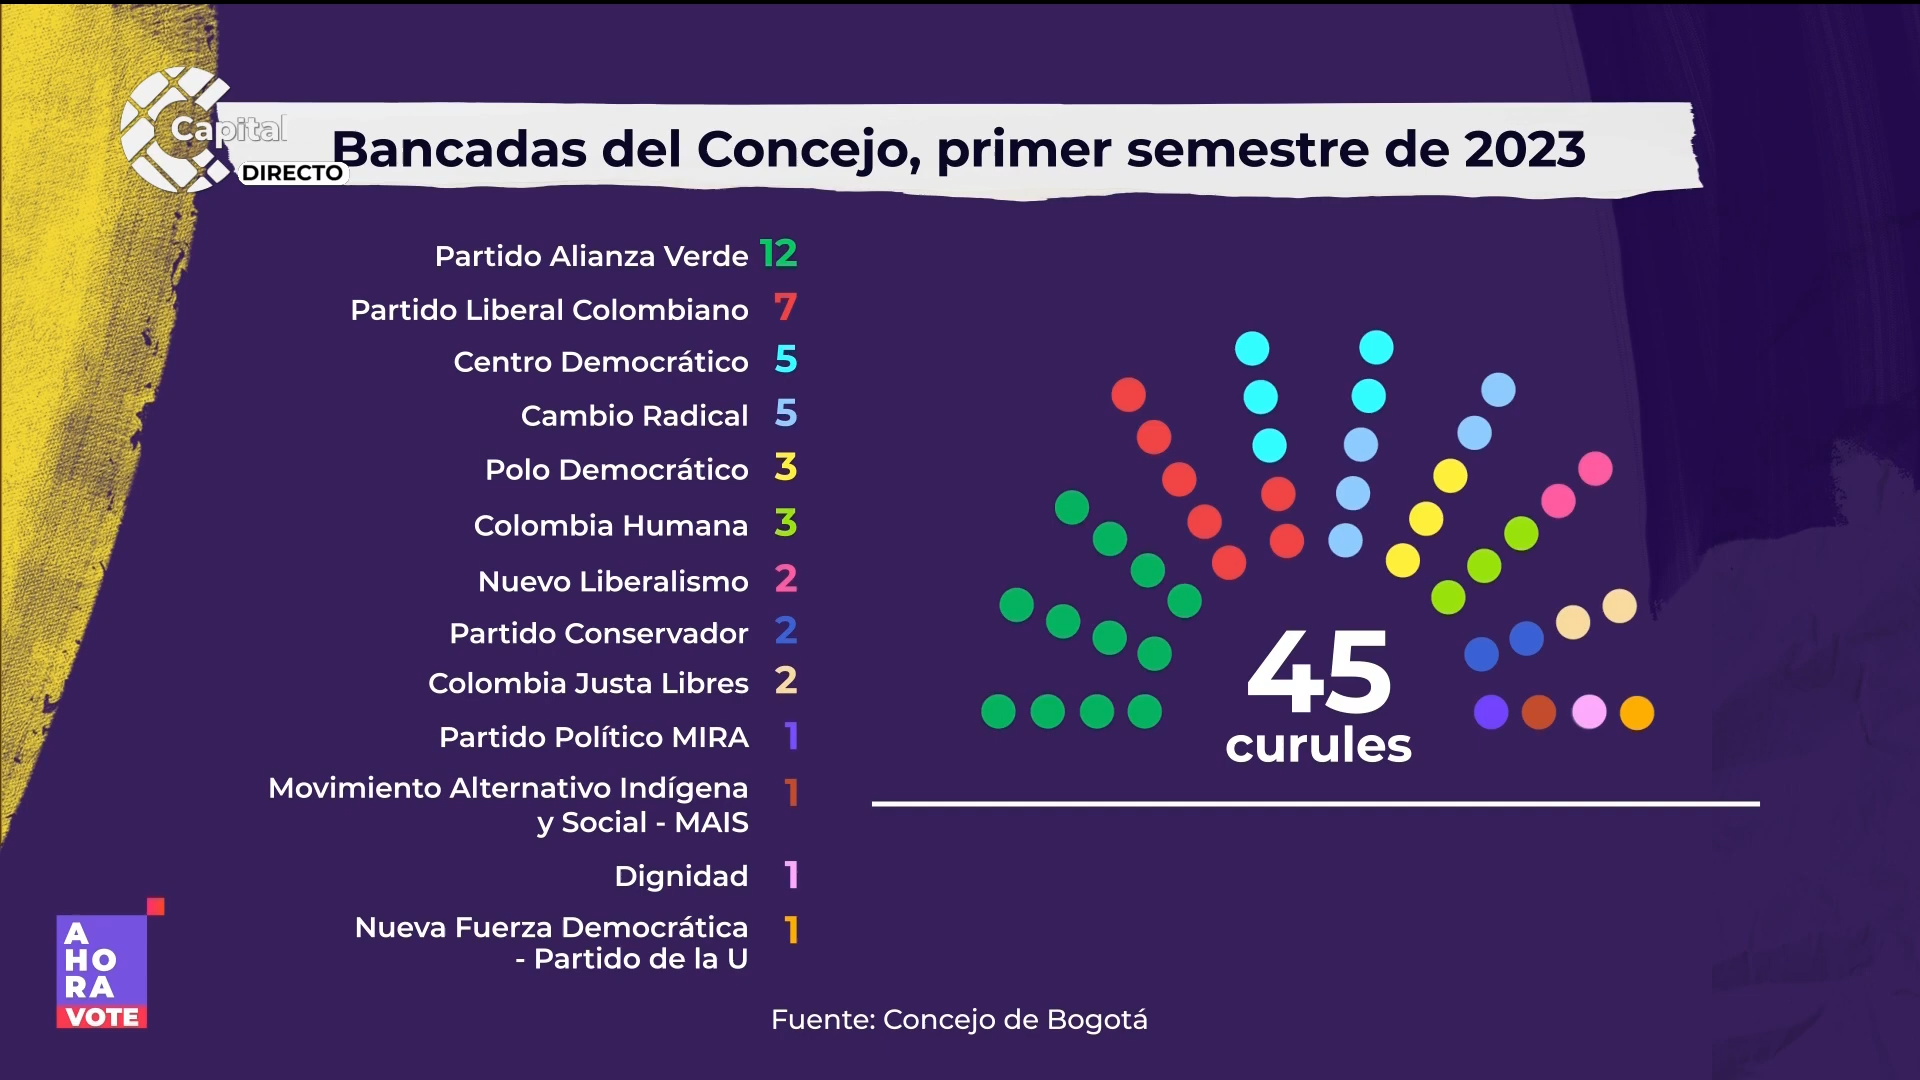 Capital
DIRECTO
Bancadas del Concejo, primer semestre de 2023
Partido Alianza Verde 12
Partido Liberal Colombiano 7
Centro Democrático 5
Cambio Radical 5
Polo Democrático 3
Colombia Humana 3
Nuevo Liberalismo 2
Partido Conservador 2
Colombia Justa Libres 2
Partido Político MIRA 1
Movimiento Alternativo Indígena 1
y Social - MAIS
Dignidad 1
Nueva Fuerza Democrática 1
- Partido de la U
45
curules
A
HO
RA
VOTE
Fuente: Concejo de Bogotá